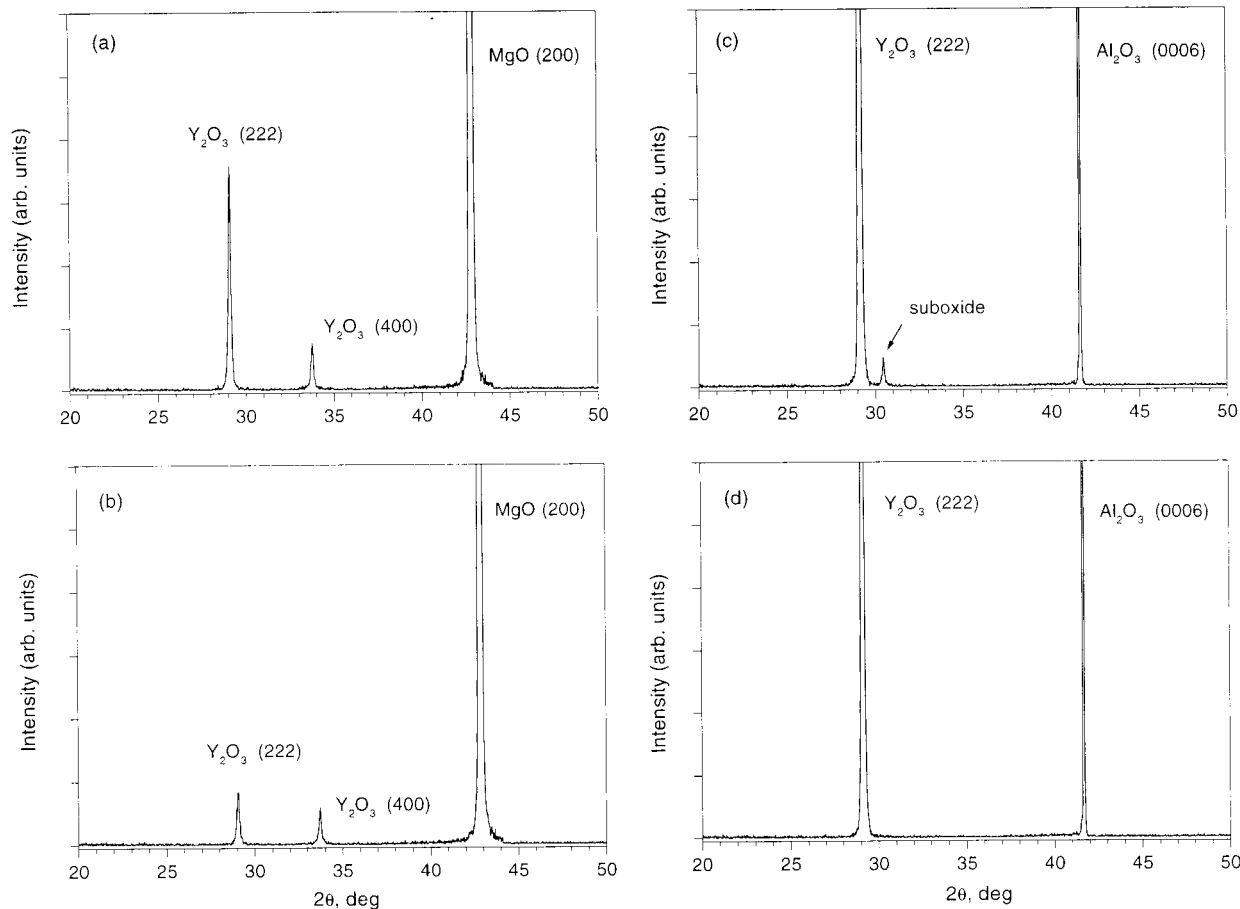 (a)
MgO (200)
Y₂O₃ (222)
Y₂O₃ (400)
Intensity (arb. units)
20 25 30 35 40 45 50
(c)
Y₂O₃ (222)
Al₂O₃ (0006)
suboxide
Intensity (arb. units)
20 25 30 35 40 45 50
(b)
MgO (200)
Y₂O₃ (222)
Y₂O₃ (400)
Intensity (arb. units)
20 25 30 35 40 45 50
2θ, deg
(d)
Y₂O₃ (222)
Al₂O₃ (0006)
Intensity (arb. units)
20 25 30 35 40 45 50
2θ, deg